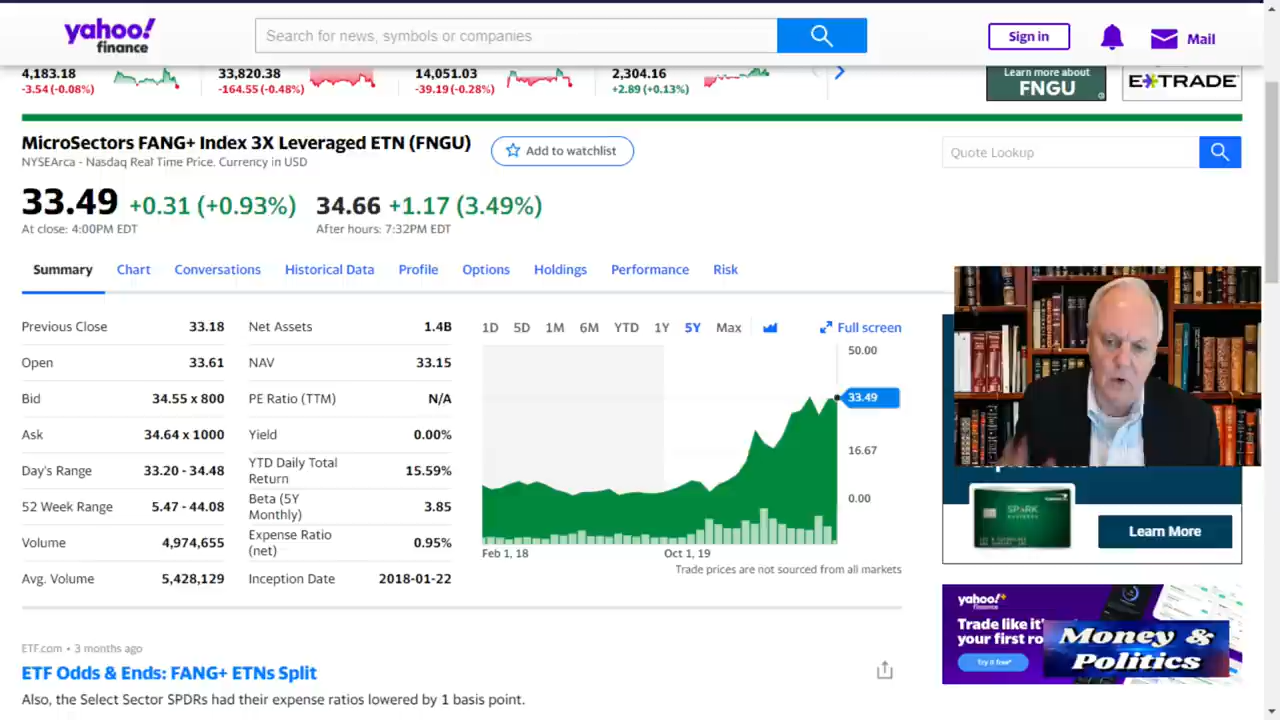 yahoo!
finance
Search for news, symbols or companies
Sign in
Mail
4,183.18
-3.54 (-0.08%)
33,820.38
-164.55 (-0.48%)
14,051.03
-39.19 (-0.28%)
2,304.16
+2.89 (+0.13%)
Learn more about
FNGU
E*TRADE
MicroSectors FANG+ Index 3X Leveraged ETN (FNGU)
NYSEArca - Nasdaq Real Time Price. Currency in USD
Add to watchlist
Quote Lookup
33.49 +0.31 (+0.93%)
At close: 4:00PM EDT
34.66 +1.17 (3.49%)
After hours: 7:32PM EDT
Summary Chart Conversations Historical Data Profile Options Holdings Performance Risk
Previous Close 33.18
Open 33.61
Bid 34.55 x 800
Ask 34.64 x 1000
Day's Range 33.20 - 34.48
52 Week Range 5.47 - 44.08
Volume 4,974,655
Avg. Volume 5,428,129
Net Assets 1.4B
NAV 33.15
PE Ratio (TTM) N/A
Yield 0.00%
YTD Daily Total
Return 15.59%
Beta (5Y
Monthly) 3.85
Expense Ratio
(net) 0.95%
Inception Date 2018-01-22
1D 5D 1M 6M YTD 1Y 5Y Max
Full screen
50.00
33.49
16.67
0.00
Feb 1, 18
Oct 1, 19
Trade prices are not sourced from all markets
SPARK
Learn More
yahoo!+
finance
Trade like it'
your first ro
Try it free*
Money &
Politics
ETF.com • 3 months ago
ETF Odds & Ends: FANG+ ETNs Split
Also, the Select Sector SPDRs had their expense ratios lowered by 1 basis point.